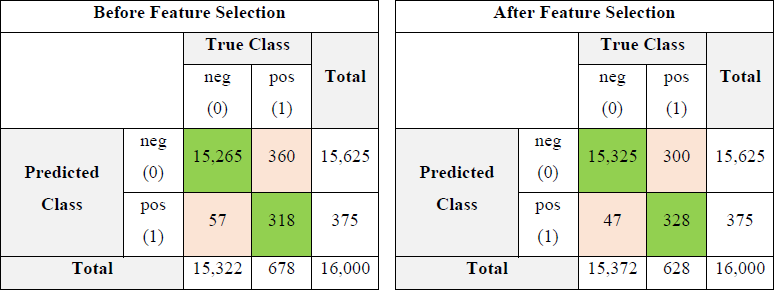 Before Feature Selection
True Class
neg (0) pos (1) Total
Predicted Class
neg (0) 15,265 360 15,625
pos (1) 57 318 375
Total 15,322 678 16,000
After Feature Selection
True Class
neg (0) pos (1) Total
Predicted Class
neg (0) 15,325 300 15,625
pos (1) 47 328 375
Total 15,372 628 16,000